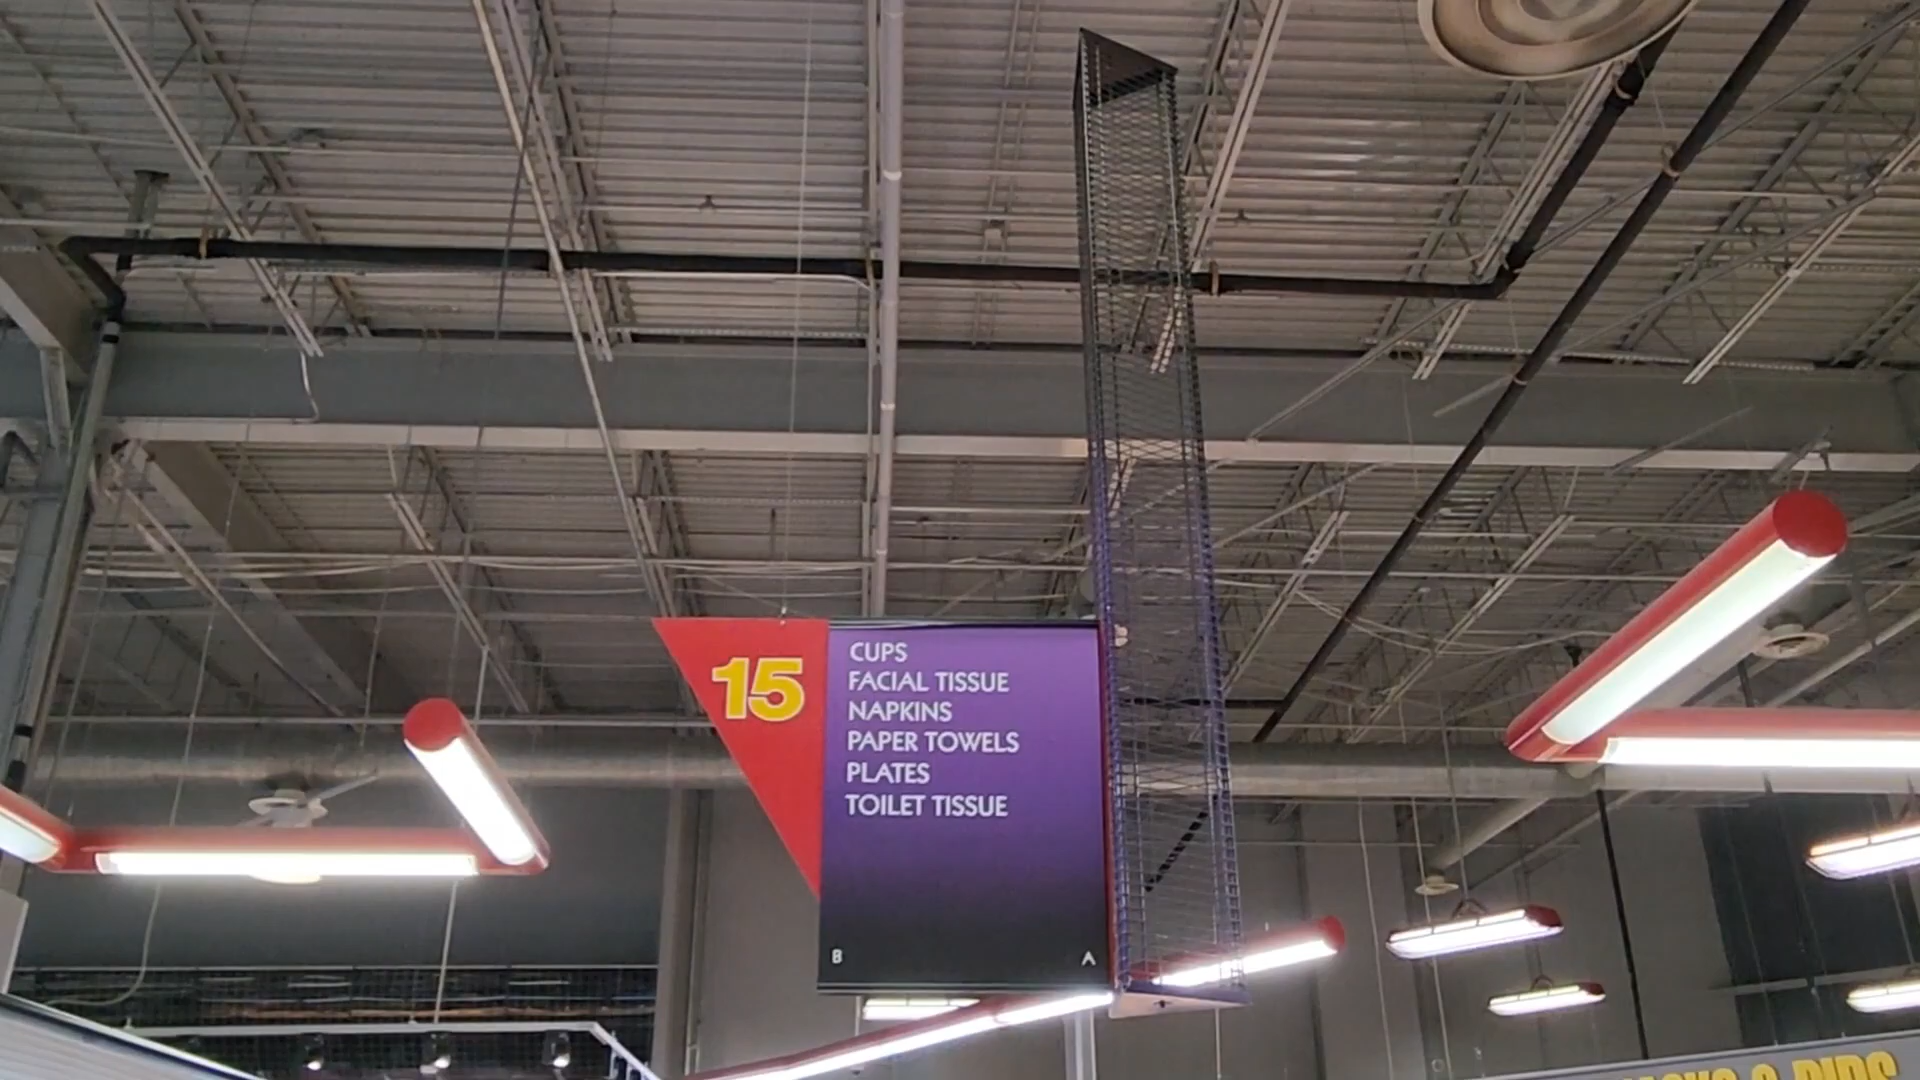 15
CUPS
FACIAL TISSUE
NAPKINS
PAPER TOWELS
PLATES
TOILET TISSUE
B A